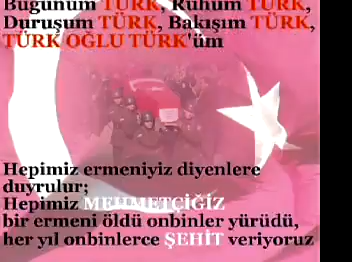 Bugünüm TÜRK, Ruhum TÜRK,
Duruşum TÜRK, Bakışım TÜRK,
TÜRK OĞLU TÜRK'üm
Hepimiz ermeniyiz diyenlere
duyrulur;
Hepimiz MEHMETÇİĞİZ
bir ermeni öldü onbinler yürüdü,
her yıl onbinlerce ŞEHİT veriyoruz